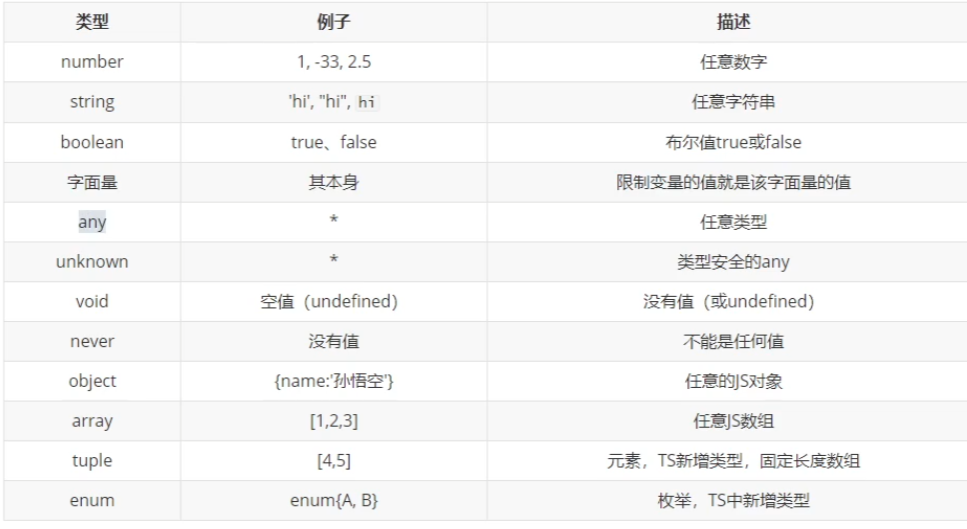 类型 例子 描述
number 1, -33, 2.5 任意数字
string 'hi', "hi", hi 任意字符串
boolean true、false 布尔值true或false
字面量 其本身 限制变量的值就是该字面量的值
any * 任意类型
unknown * 类型安全的any
void 空值（undefined） 没有值（或undefined）
never 没有值 不能是任何值
object {name:'孙悟空'} 任意的JS对象
array [1,2,3] 任意JS数组
tuple [4,5] 元素，TS新增类型，固定长度数组
enum enum{A, B} 枚举，TS中新增类型